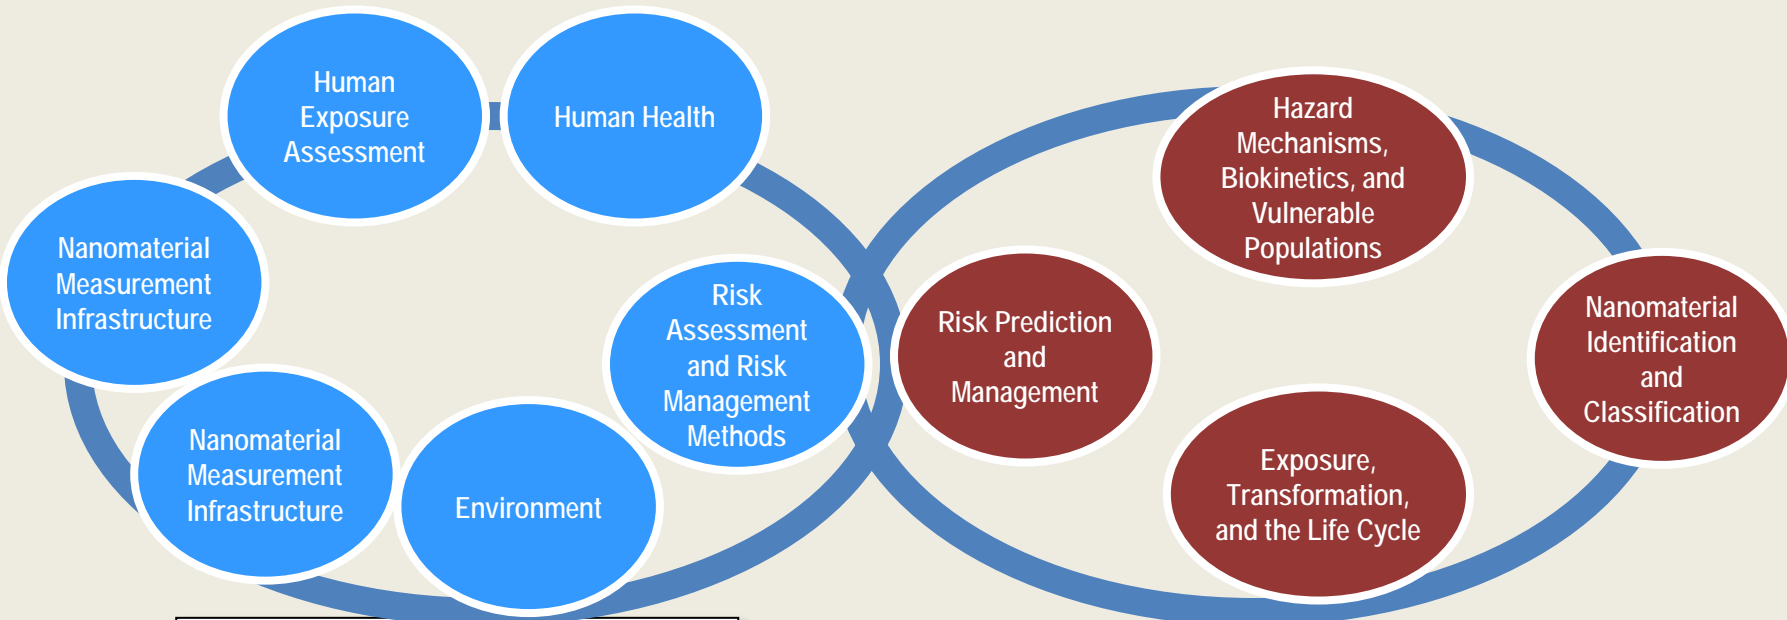 Human
Exposure
Assessment
Human Health
Nanomaterial
Measurement
Infrastructure
Risk
Assessment
and Risk
Management
Methods
Nanomaterial
Measurement
Infrastructure
Environment
Hazard
Mechanisms,
Biokinetics, and
Vulnerable
Populations
Risk Prediction
and
Management
Nanomaterial
Identification
and
Classification
Exposure,
Transformation,
and the Life Cycle